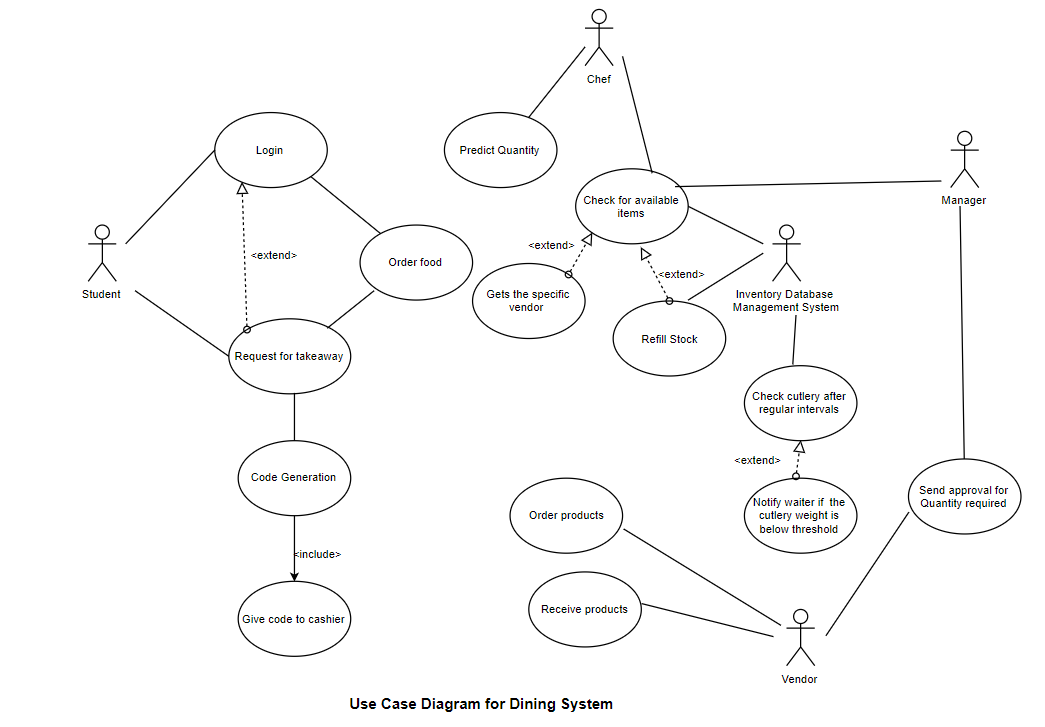 Chef
Login
Predict Quantity
Manager
Check for available
items
Student
<extend>
Order food
<extend>
<extend>
Gets the specific
vendor
Inventory Database
Management System
Refill Stock
Request for takeaway
Check cutlery after
regular intervals
<extend>
Code Generation
Order products
Notify waiter if  the
cutlery weight is
below threshold
Send approval for
Quantity required
<include>
Give code to cashier
Receive products
Vendor
Use Case Diagram for Dining System